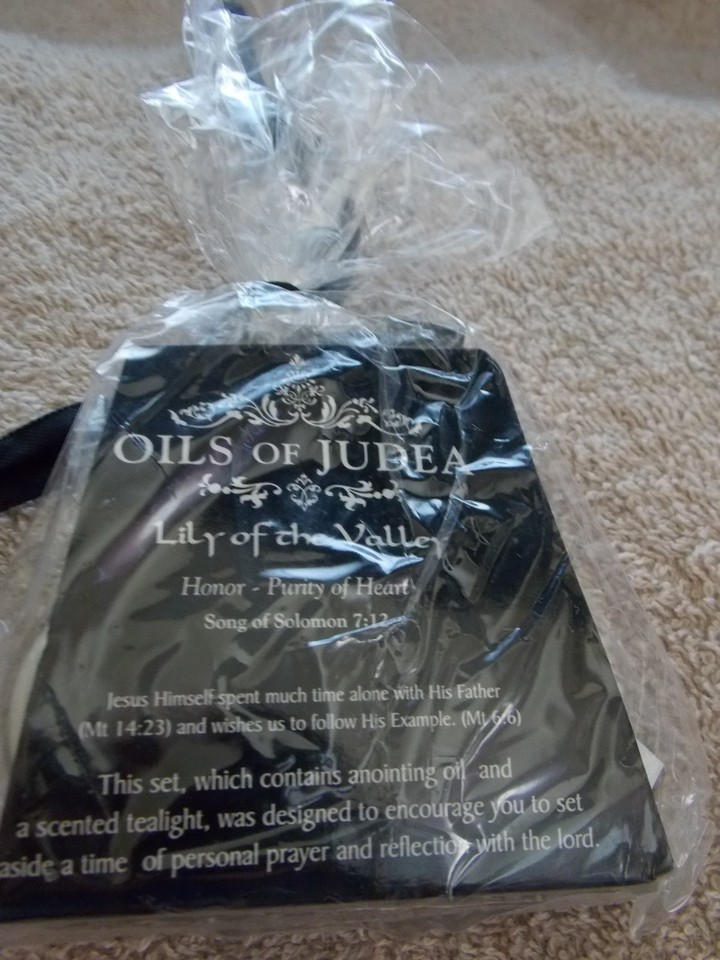 OILS OF JUDEA
Lily of the Valley
Honor - Purity of Heart
Song of Solomon 7:12
Jesus Himself spent much time alone with His Father
(Mt 14:23) and wishes us to follow His Example. (Mt 6:6)
This set, which contains anointing oil and
a scented tealight, was designed to encourage you to set
aside a time of personal prayer and reflection with the lord.